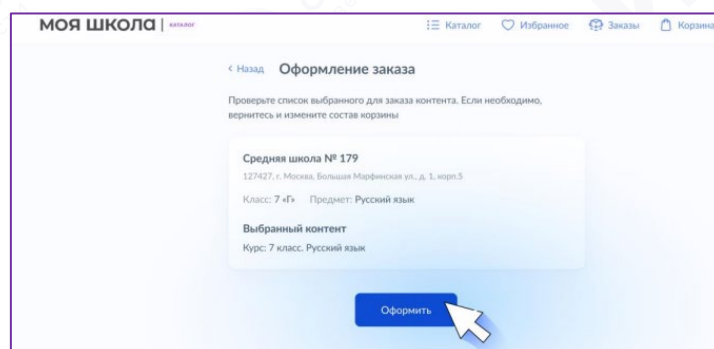 МОЯ ШКОЛА | КАТАЛОГ
Каталог Избранное Заказы Корзина
< Назад Оформление заказа
Проверьте список выбранного для заказа контента. Если необходимо,
вернитесь и измените состав корзины
Средняя школа № 179
127427, г. Москва, Большая Марфинская ул., д. 1, корп.5
Класс: 7 «Г» Предмет: Русский язык
Выбранный контент
Курс: 7 класс. Русский язык
Оформить